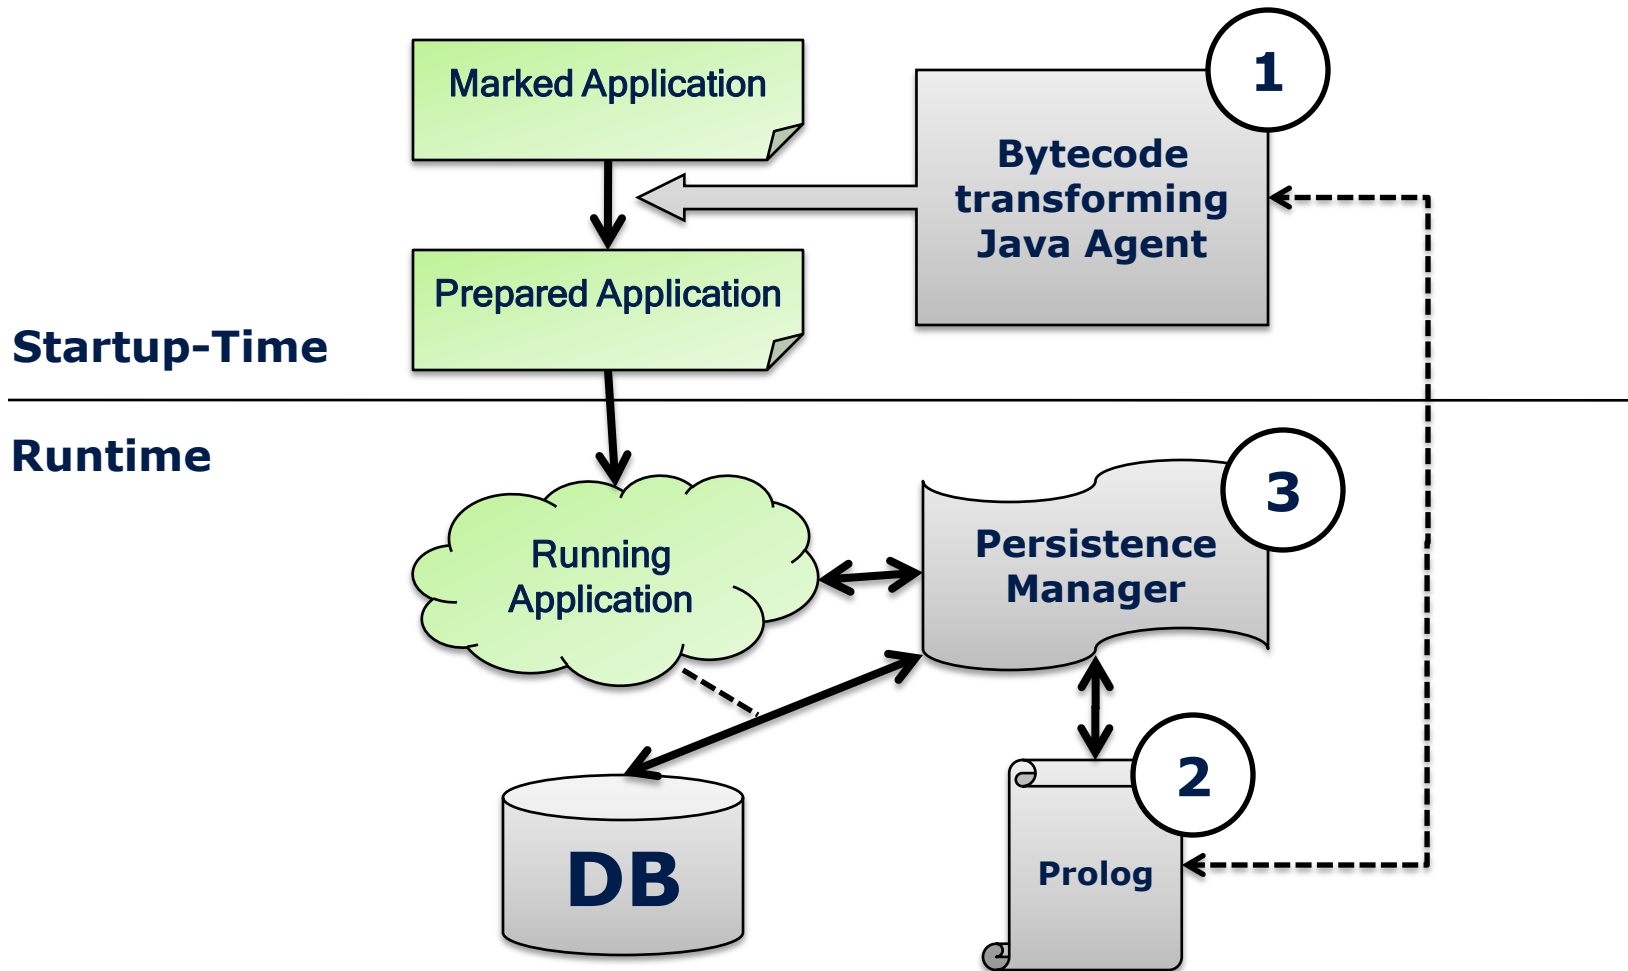 Marked Application
1
Bytecode
transforming
Java Agent
Prepared Application
Startup-Time
Runtime
Running
Application
3
Persistence
Manager
2
Prolog
DB